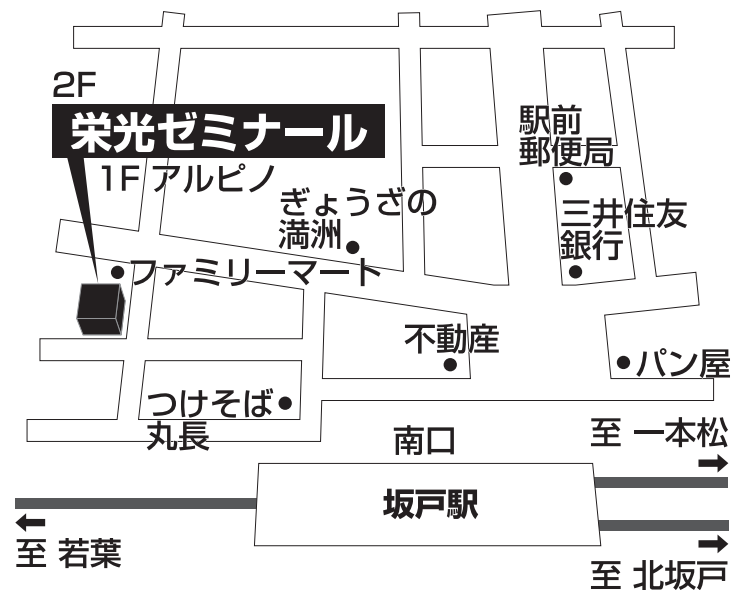 2F
栄光ゼミナール
1F アルピノ
駅前
郵便局
ぎょうざの
満洲
三井住友
銀行
ファミリーマート
不動産
パン屋
つけそば
丸長
南口
至 一本松
坂戸駅
至 若葉
至 北坂戸